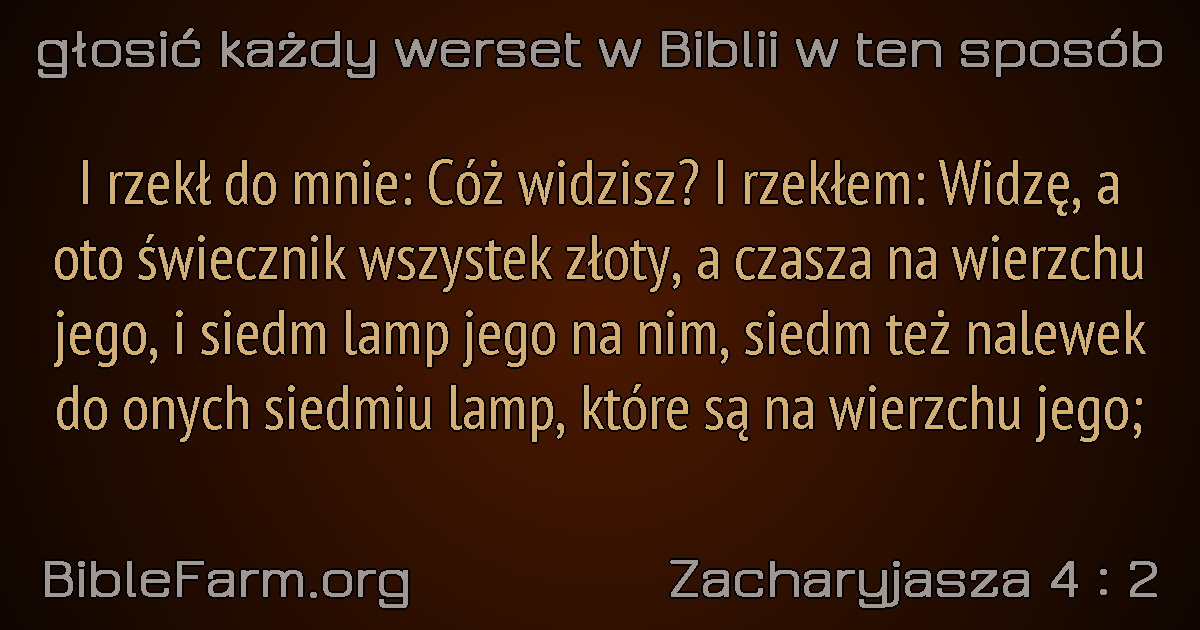 głosić każdy werset w Biblii w ten sposób
I rzekł do mnie: Cóż widzisz? I rzekłem: Widzę, a
oto świecznik wszystek złoty, a czasza na wierzchu
jego, i siedm lamp jego na nim, siedm też nalewek
do onych siedmiu lamp, które są na wierzchu jego;
BibleFarm.org
Zacharyjasza 4 : 2